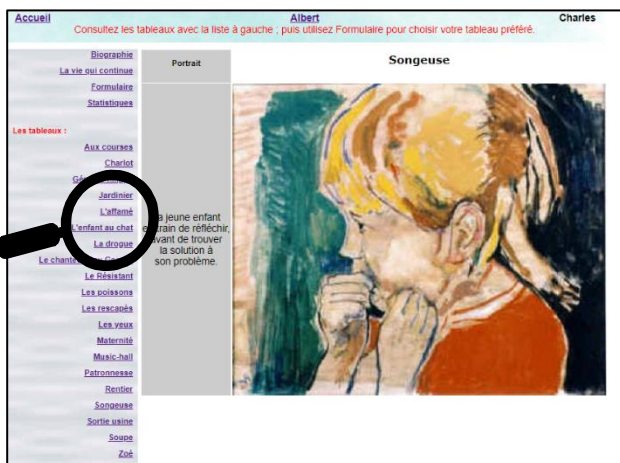 Accueil Albert Charles
Consultez les tableaux avec la liste à gauche ; puis utilisez Formulaire pour choisir votre tableau préféré.
Biographie
La vie qui continue
Formulaire
Statistiques
Les tableaux :
Aux courses
Charlot
Jardinier
L'affamé
L'enfant au chat
La drogue
Le
Le Résistant
Les poissons
Les rescapés
Les yeux
Maternité
Music-hall
Patronnesse
Rentier
Songeuse
Sortie usine
Soupe
Zoé
Portrait
jeune enfant
train de réfléchir,
avant de trouver
la solution à
son problème.
Songeuse